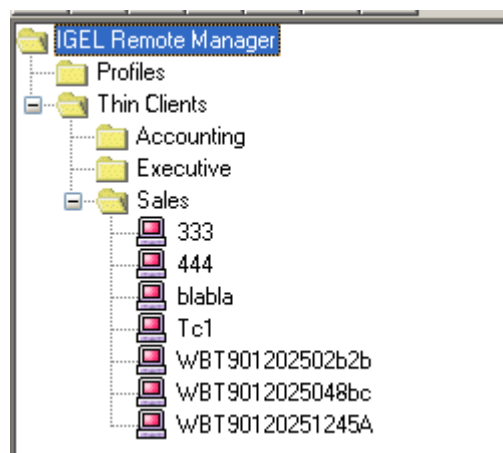 IGEL Remote Manager
Profiles
Thin Clients
Accounting
Executive
Sales
333
444
blabla
Tc1
WBT901202502b2b
WBT9012025048bc
WBT90120251245A